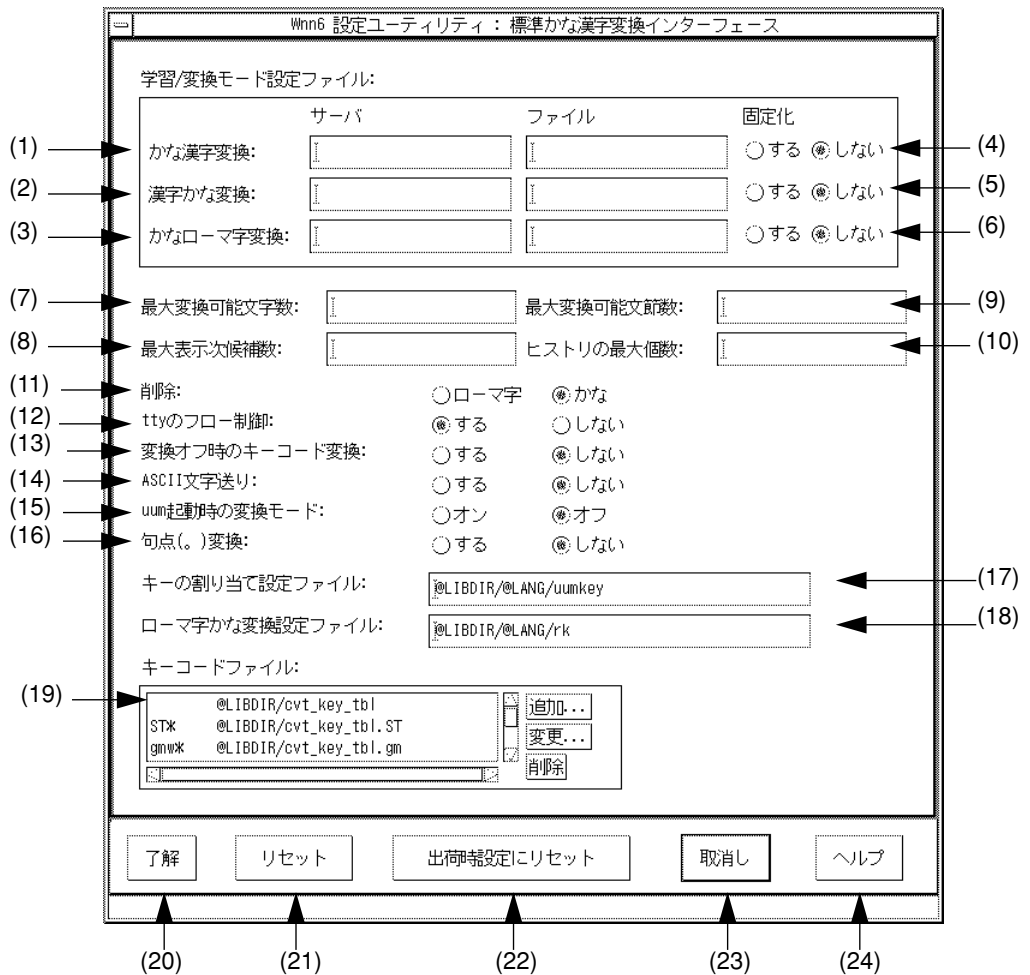 Wnn6 設定ユーティリティ : 標準かな漢字変換インターフェース
学習/変換モード設定ファイル:
サーバ ファイル 固定化
(1) かな漢字変換: する しない (4)
(2) 漢字かな変換: する しない (5)
(3) かなローマ字変換: する しない (6)
(7) 最大変換可能文字数: 最大変換可能文節数: (9)
(8) 最大表示次候補数: ヒストリの最大個数: (10)
(11) 削除: ローマ字 かな
(12) ttyのフロー制御: する しない
(13) 変換オフ時のキーコード変換: する しない
(14) ASCII文字送り: する しない
(15) uum起動時の変換モード: オン オフ
(16) 句点(。)変換: する しない
キーの割り当て設定ファイル: @LIBDIR/@LANG/uumkey (17)
ローマ字かな変換設定ファイル: @LIBDIR/@LANG/rk (18)
キーコードファイル:
(19) @LIBDIR/cvt_key_tbl 追加...
ST* @LIBDIR/cvt_key_tbl.ST 変更...
gmw* @LIBDIR/cvt_key_tbl.gm 削除
了解 リセット 出荷時設定にリセット 取消し ヘルプ
(20) (21) (22) (23) (24)